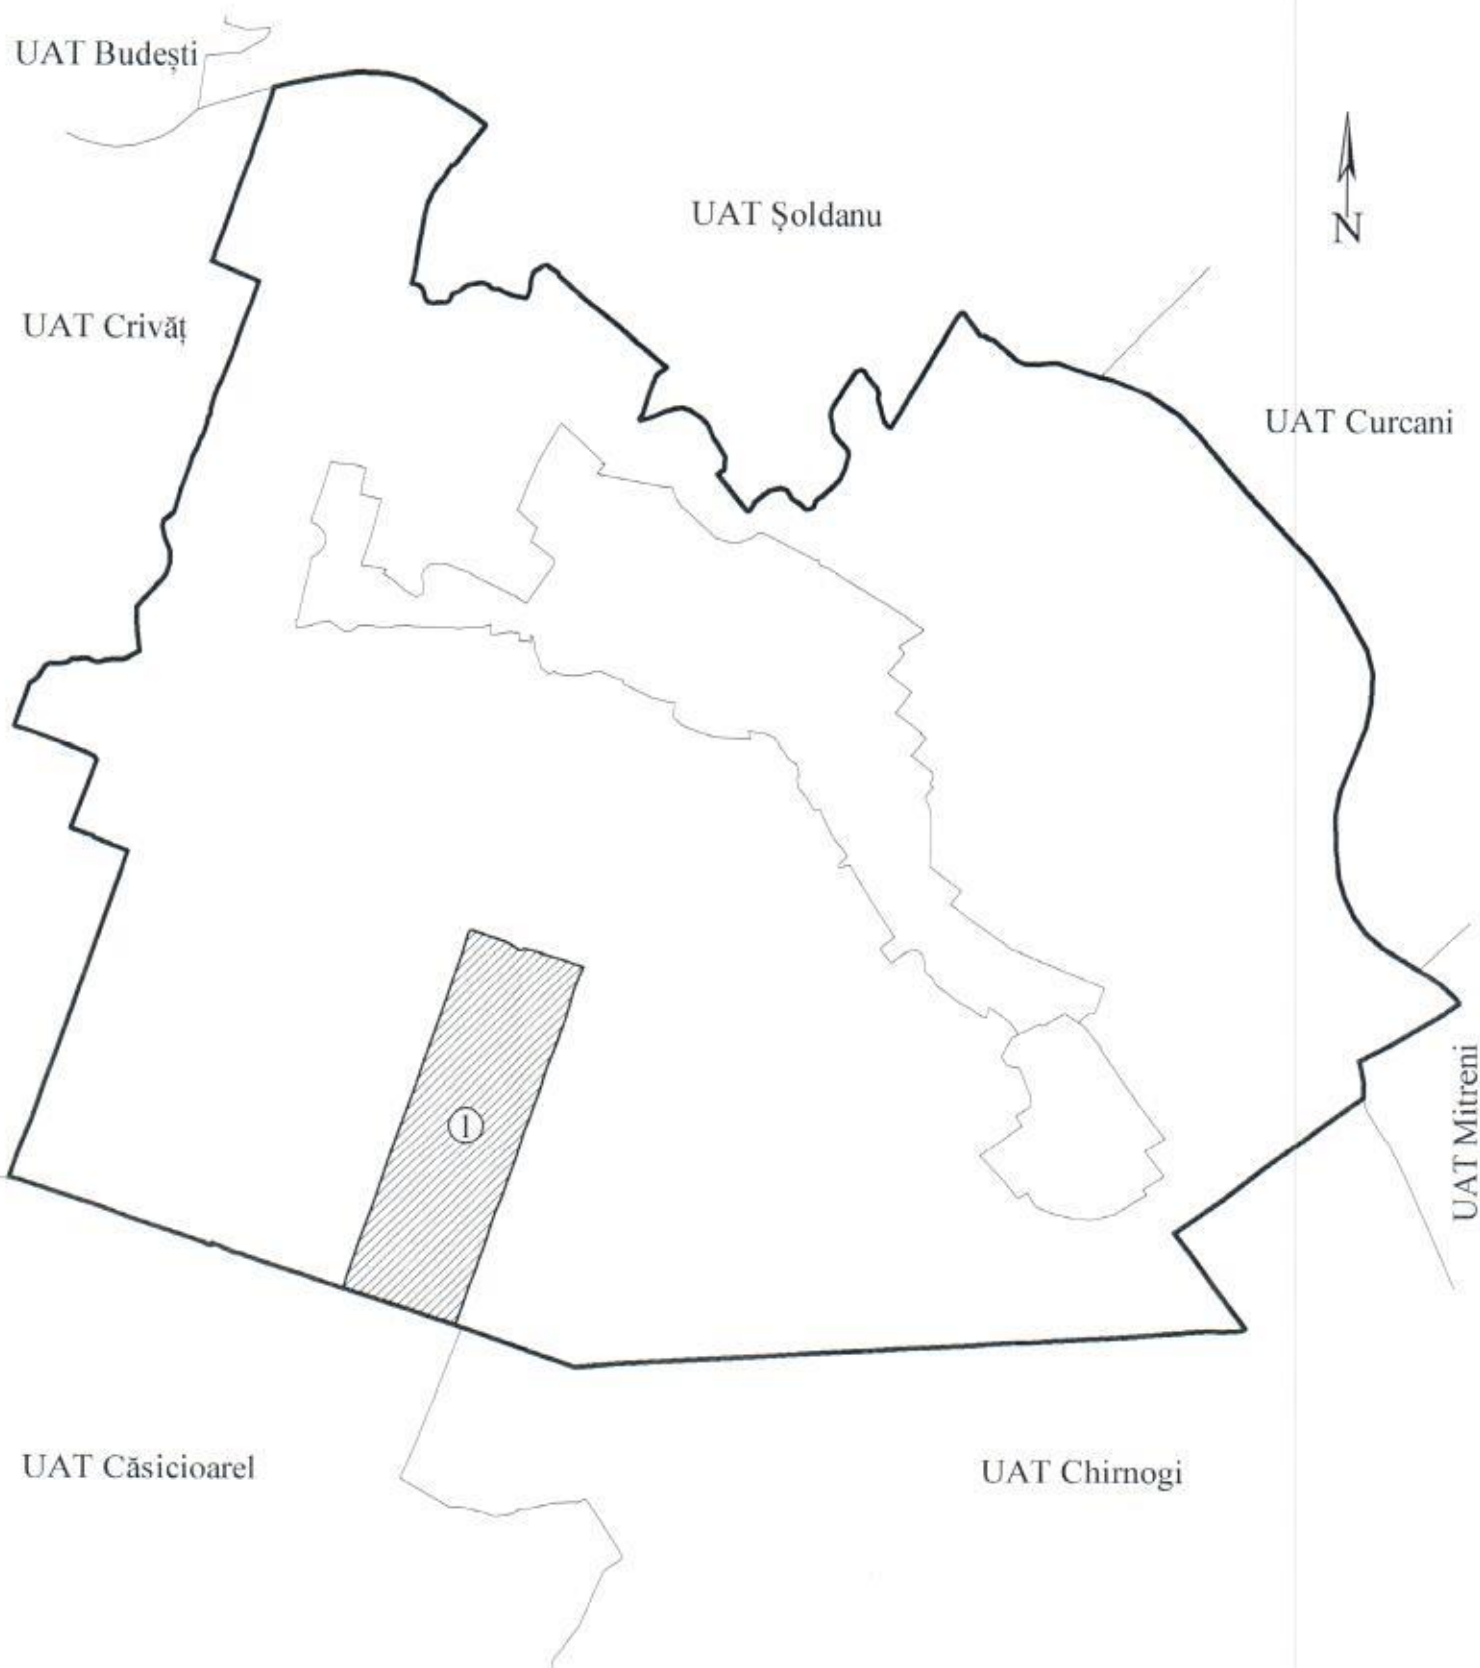 UAT Budești
UAT Șoldanu
N
UAT Crivăț
UAT Curcani
UAT Mitreni
1
UAT Căsicioarel
UAT Chirnogi